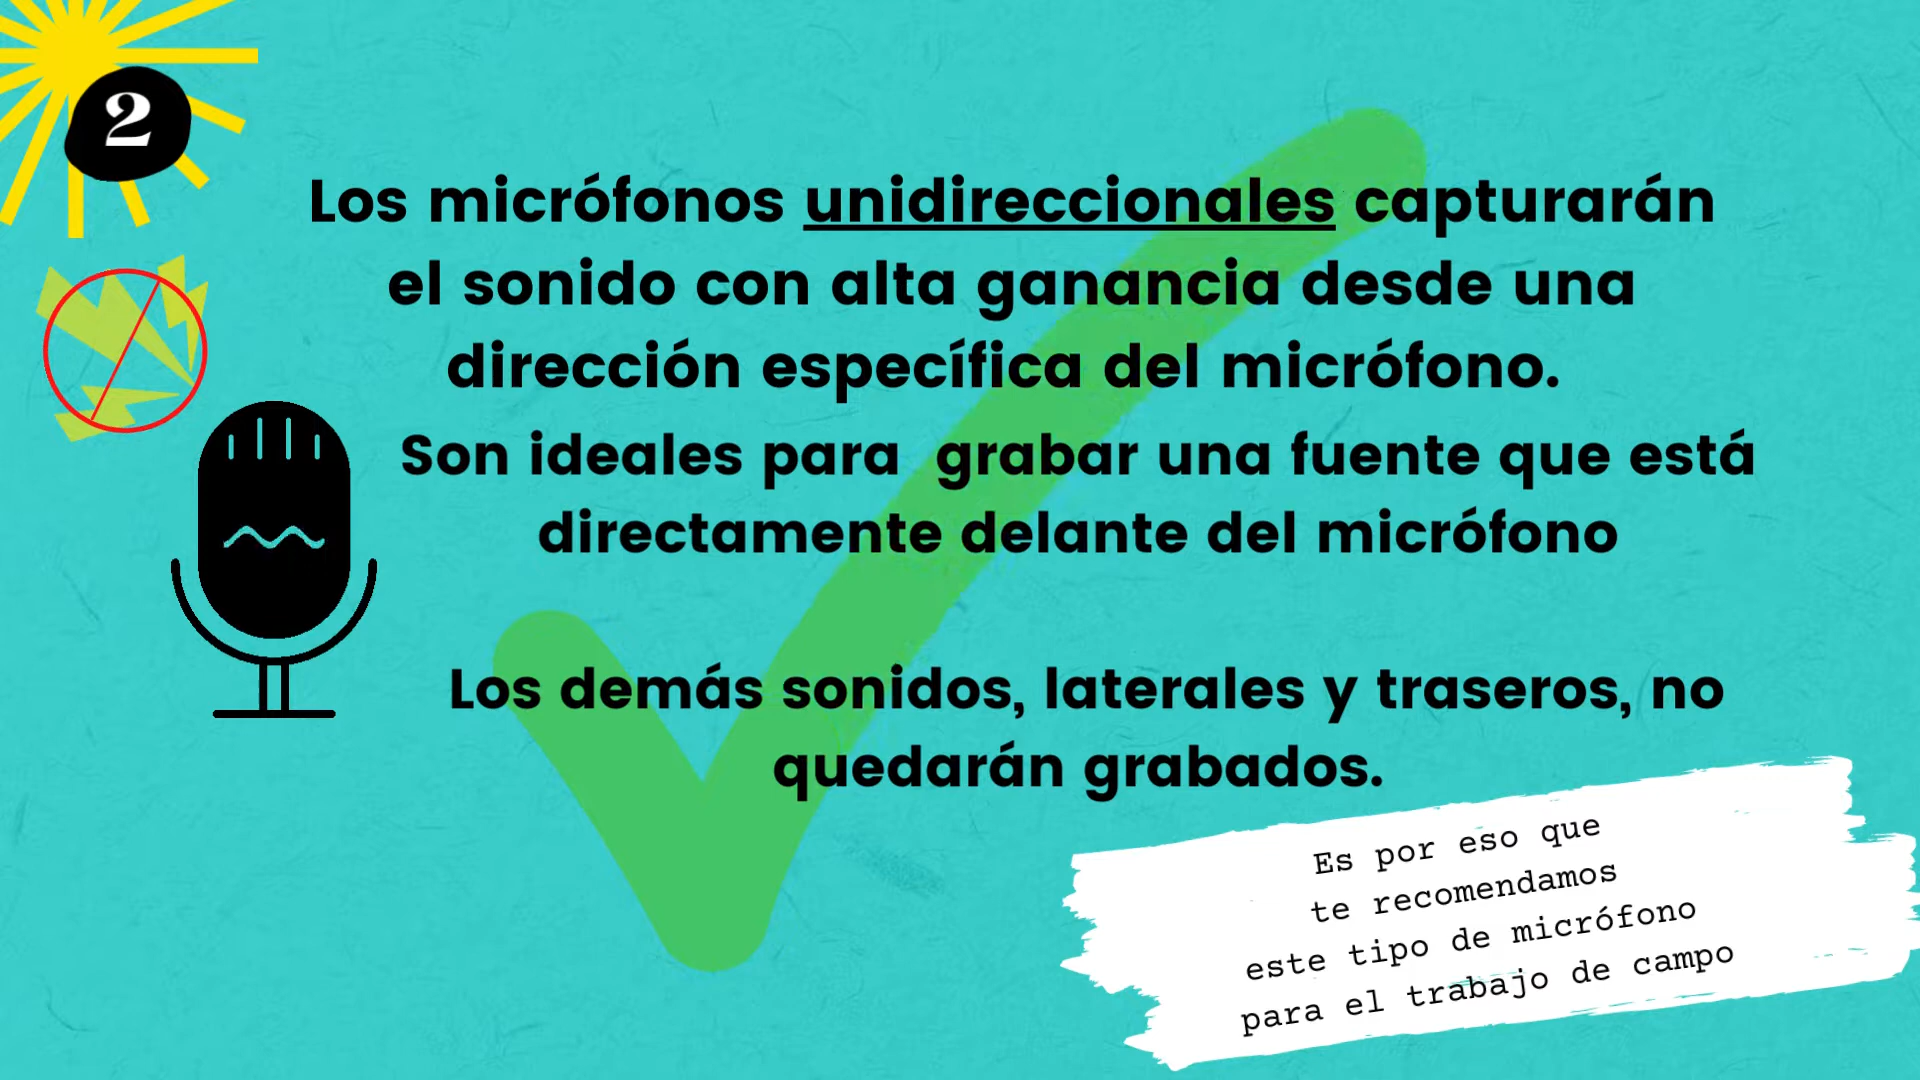 2
Los micrófonos unidireccionales capturarán
el sonido con alta ganancia desde una
dirección específica del micrófono.
Son ideales para  grabar una fuente que está
directamente delante del micrófono
Los demás sonidos, laterales y traseros, no
quedarán grabados.
Es por eso que
te recomendamos
este tipo de micrófono
para el trabajo de campo